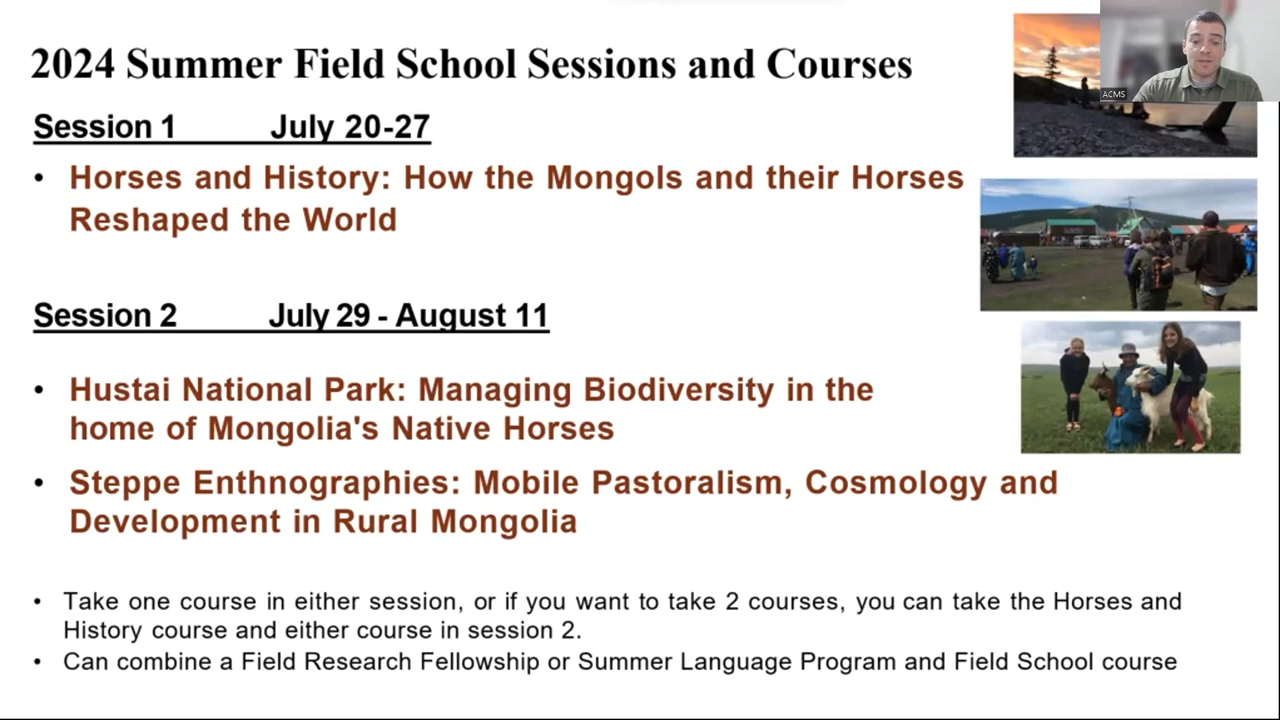 2024 Summer Field School Sessions and Courses
ACMS
Session 1 July 20-27
• Horses and History: How the Mongols and their Horses
Reshaped the World
Session 2 July 29 - August 11
• Hustai National Park: Managing Biodiversity in the
home of Mongolia's Native Horses
• Steppe Enthnographies: Mobile Pastoralism, Cosmology and
Development in Rural Mongolia
• Take one course in either session, or if you want to take 2 courses, you can take the Horses and
History course and either course in session 2.
• Can combine a Field Research Fellowship or Summer Language Program and Field School course